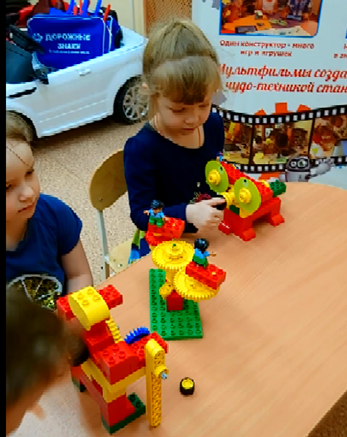 ДОРОЖНЫЕ
ЗНАКИ
Один конструктор - много
игр и игрушек
Мультфильмы созда
чудо-техникой стан